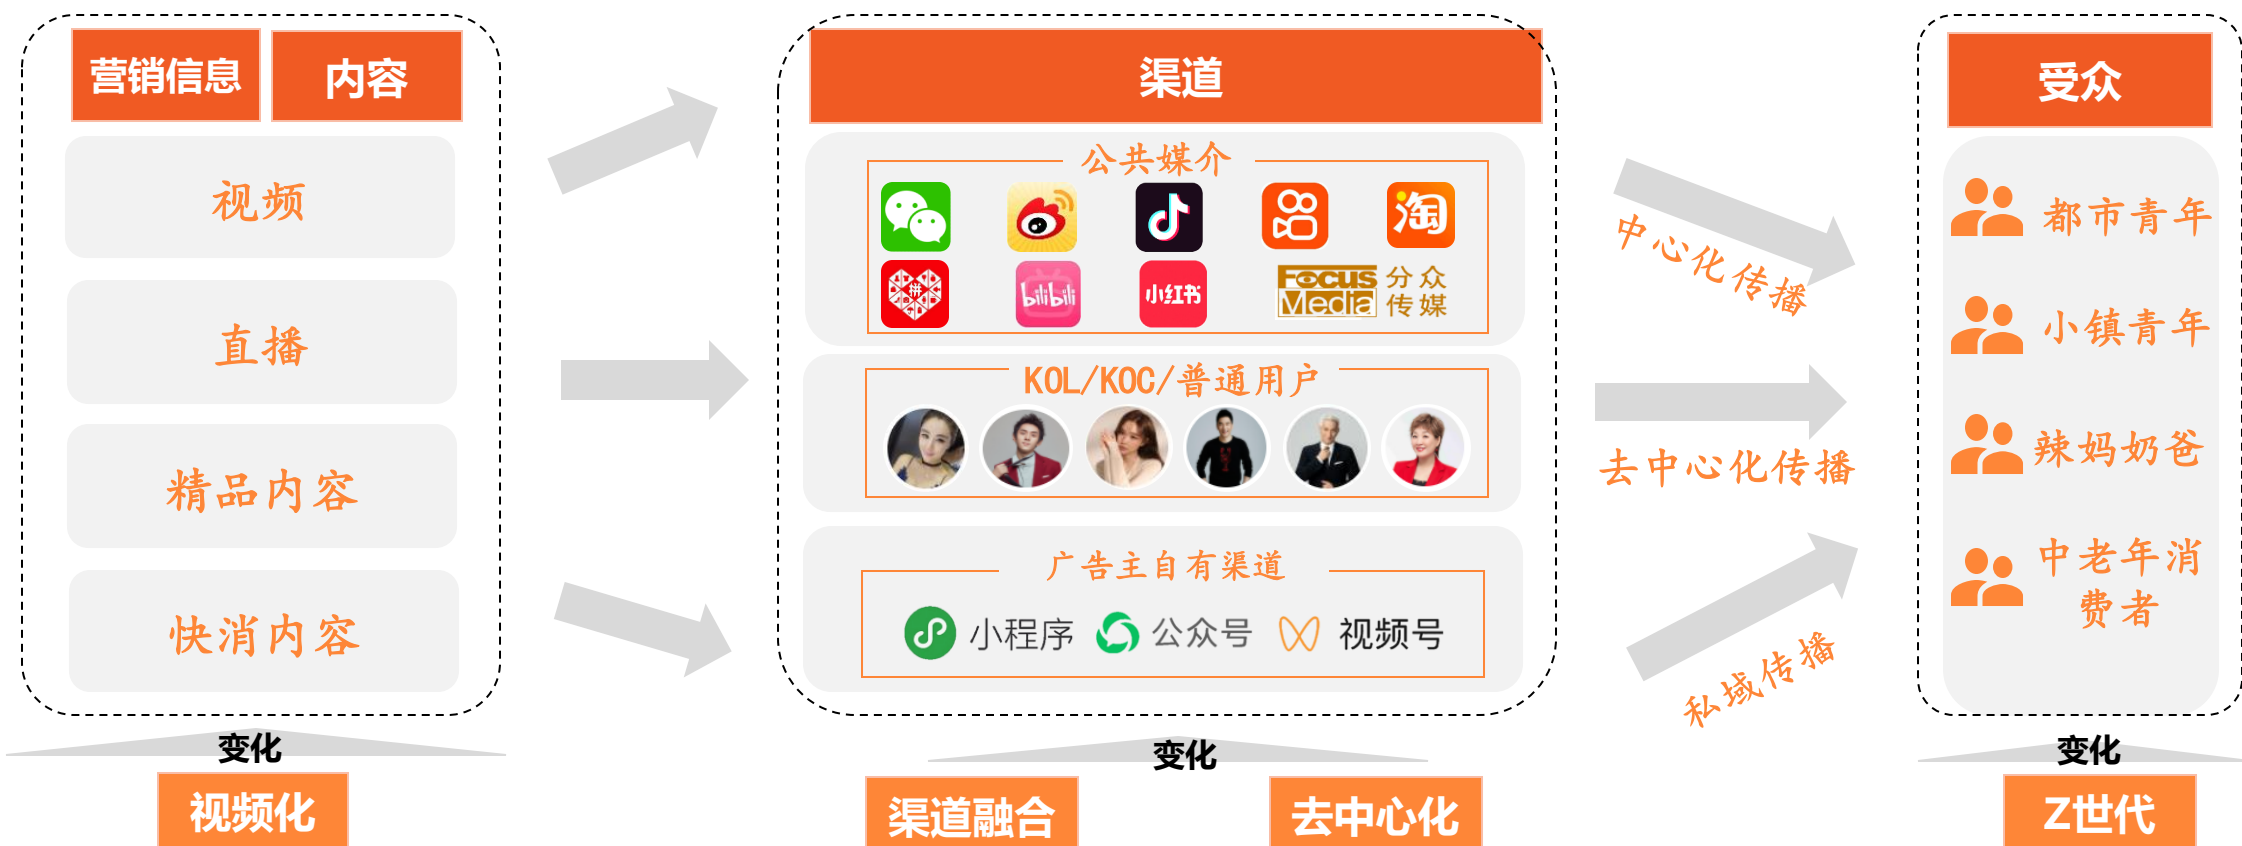 营销信息
内容
视频
直播
精品内容
快消内容
变化
视频化
渠道
公共媒介
淘
拼
bilibili
小红书
Focus Media
分众传媒
KOL/KOC/普通用户
广告主自有渠道
小程序
公众号
视频号
变化
渠道融合
去中心化
中心化传播
去中心化传播
私域传播
受众
都市青年
小镇青年
辣妈奶爸
中老年消
费者
变化
Z世代